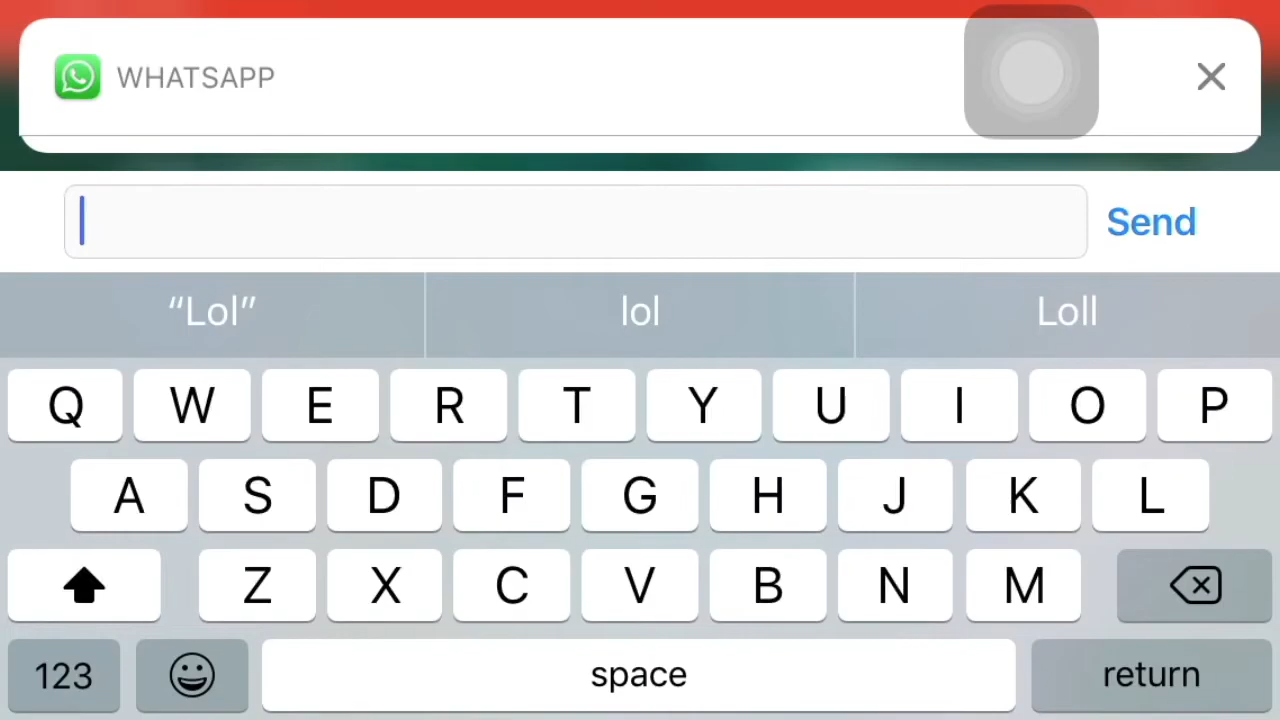 WHATSAPP
Send
“Lol” lol Loll
Q W E R T Y U I O P
A S D F G H J K L
Z X C V B N M
123 space return